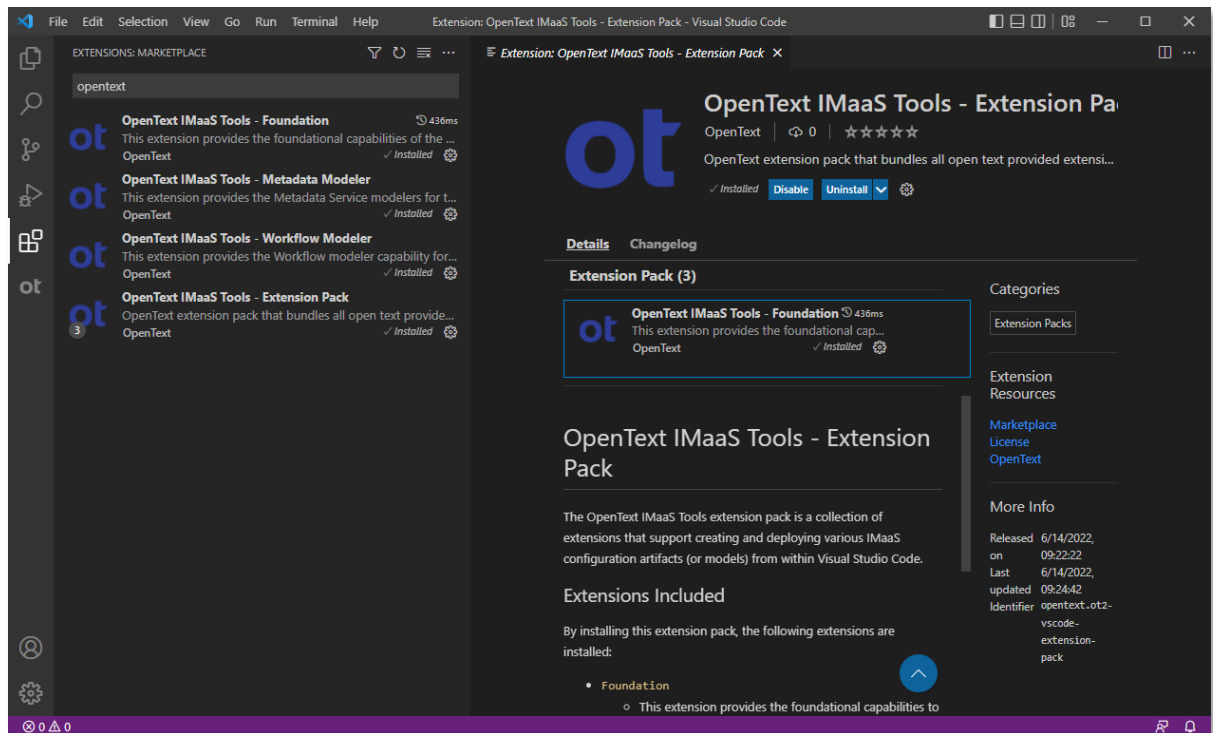 File Edit Selection View Go Run Terminal Help Extension: OpenText IMaaS Tools - Extension Pack - Visual Studio Code
EXTENSIONS: MARKETPLACE
opentext
ot
OpenText IMaaS Tools - Foundation 436ms
This extension provides the foundational capabilities of the ...
OpenText Installed
ot
OpenText IMaaS Tools - Metadata Modeler
This extension provides the Metadata Service modelers for t...
OpenText Installed
ot
OpenText IMaaS Tools - Workflow Modeler
This extension provides the Workflow modeler capability for...
OpenText Installed
ot
3
OpenText IMaaS Tools - Extension Pack
OpenText extension pack that bundles all open text provide...
OpenText Installed
ot
Extension: OpenText IMaaS Tools - Extension Pack
ot
OpenText IMaaS Tools - Extension Pa
OpenText 0
OpenText extension pack that bundles all open text provided extensi...
Installed Disable Uninstall
Details Changelog
Extension Pack (3)
ot
OpenText IMaaS Tools - Foundation 436ms
This extension provides the foundational cap...
OpenText Installed
OpenText IMaaS Tools - Extension
Pack
The OpenText IMaaS Tools extension pack is a collection of
extensions that support creating and deploying various IMaaS
configuration artifacts (or models) from within Visual Studio Code.
Extensions Included
By installing this extension pack, the following extensions are
installed:
• Foundation
○ This extension provides the foundational capabilities to
Categories
Extension Packs
Extension
Resources
Marketplace
License
OpenText
More Info
Released 6/14/2022,
on 09:22:22
Last 6/14/2022,
updated 09:24:42
Identifier opentext.ot2-
vscode-
extension-
pack
0 0